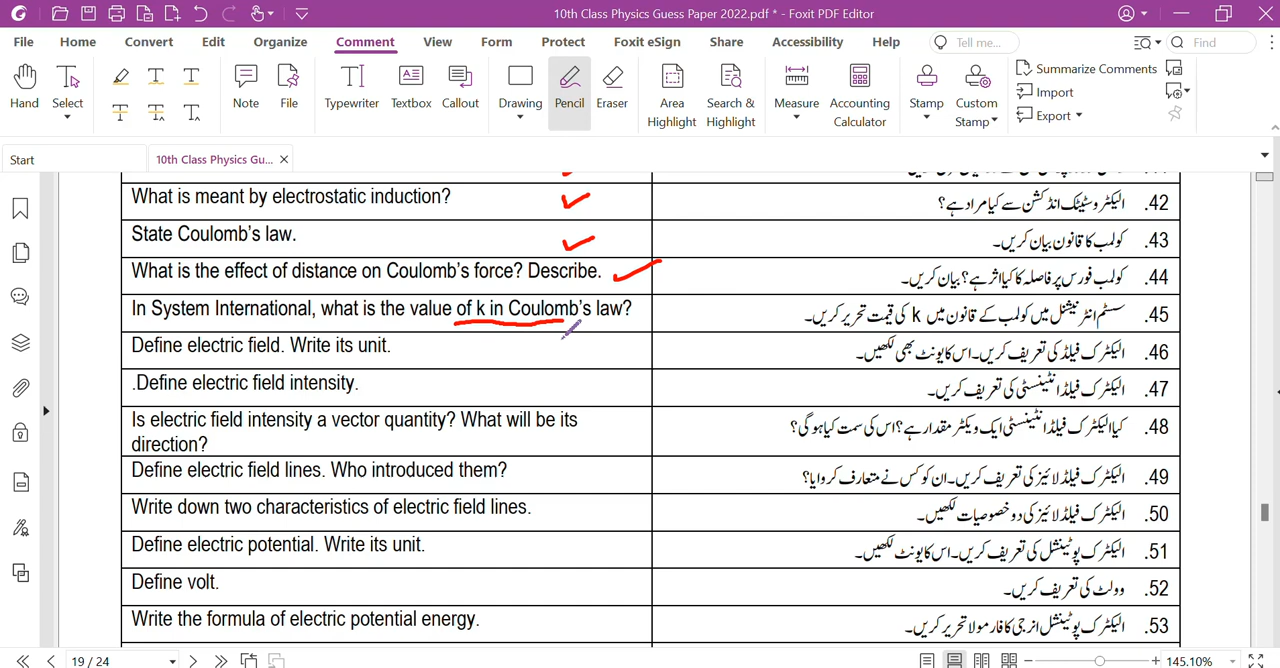 10th Class Physics Guess Paper 2022.pdf * - Foxit PDF Editor
File Home Convert Edit Organize Comment View Form Protect Foxit eSign Share Accessibility Help Tell me... Find
Hand Select Note File Typewriter Textbox Callout Drawing Pencil Eraser Area Highlight Search & Highlight Measure Accounting Calculator Stamp Custom Stamp Summarize Comments Import Export
Start 10th Class Physics Gu...
What is meant by electrostatic induction? الیکٹروسٹیٹک انڈکشن سے کیا مراد ہے؟ .42
State Coulomb's law. کولمب کا قانون بیان کریں۔ .43
What is the effect of distance on Coulomb's force? Describe. کولمب فورس پر فاصلہ کا کیا اثر ہے؟ بیان کریں۔ .44
In System International, what is the value of k in Coulomb's law? سسٹم انٹرنیشنل میں کولمب کے قانون میں k کی قیمت تحریر کریں۔ .45
Define electric field. Write its unit. الیکٹرک فیلڈ کی تعریف کریں۔ اس کا یونٹ بھی لکھیں۔ .46
.Define electric field intensity. الیکٹرک فیلڈ انٹینسٹی کی تعریف کریں۔ .47
Is electric field intensity a vector quantity? What will be its کیا الیکٹرک فیلڈ انٹینسٹی ایک ویکٹر مقدار ہے؟ اس کی سمت کیا ہوگی؟ .48
direction?
Define electric field lines. Who introduced them? الیکٹرک فیلڈ لائنز کی تعریف کریں۔ ان کو کس نے متعارف کروایا؟ .49
Write down two characteristics of electric field lines. الیکٹرک فیلڈ لائنز کی دو خصوصیات لکھیں۔ .50
Define electric potential. Write its unit. الیکٹرک پوٹینشل کی تعریف کریں۔ اس کا یونٹ لکھیں۔ .51
Define volt. وولٹ کی تعریف کریں۔ .52
Write the formula of electric potential energy. الیکٹرک پوٹینشل انرجی کا فارمولا تحریر کریں۔ .53
19 / 24 145.10%